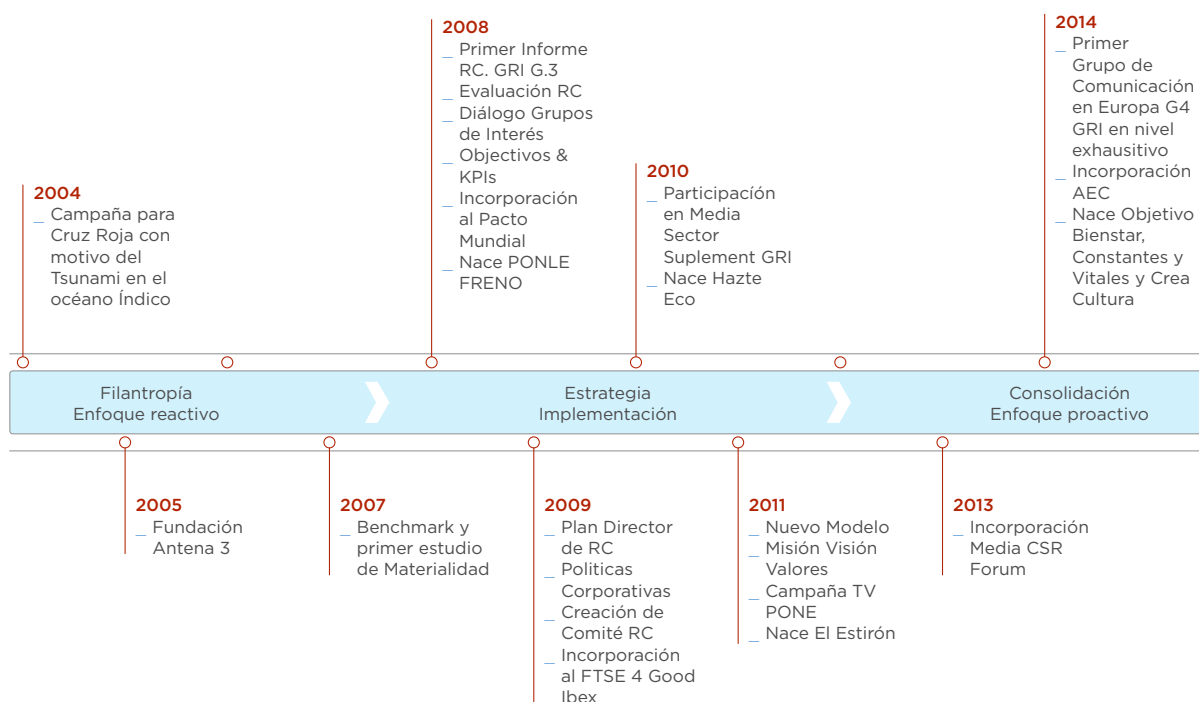 2004
_ Campaña para
Cruz Roja con
motivo del
Tsunami en el
océano Índico
2008
_ Primer Informe
RC. GRI G.3
_ Evaluación RC
_ Diálogo Grupos
de Interés
_ Objectivos &
KPIs
_ Incorporación
al Pacto
Mundial
_ Nace PONLE
FRENO
2010
_ Participacíón
en Media
Sector
Suplement GRI
_ Nace Hazte
Eco
2014
_ Primer
Grupo de
Comunicación
en Europa G4
GRI en nivel
exhausitivo
_ Incorporación
AEC
_ Nace Objetivo
Bienstar,
Constantes y
Vitales y Crea
Cultura
Filantropía
Enfoque reactivo
Estrategia
Implementación
Consolidación
Enfoque proactivo
2005
_ Fundación
Antena 3
2007
_ Benchmark y
primer estudio
de Materialidad
2009
_ Plan Director
de RC
_ Politicas
Corporativas
_ Creación de
Comité RC
_ Incorporación
al FTSE 4 Good
Ibex
2011
_ Nuevo Modelo
_ Misión Visión
Valores
_ Campaña TV
PONE
_ Nace El Estirón
2013
_ Incorporación
Media CSR
Forum